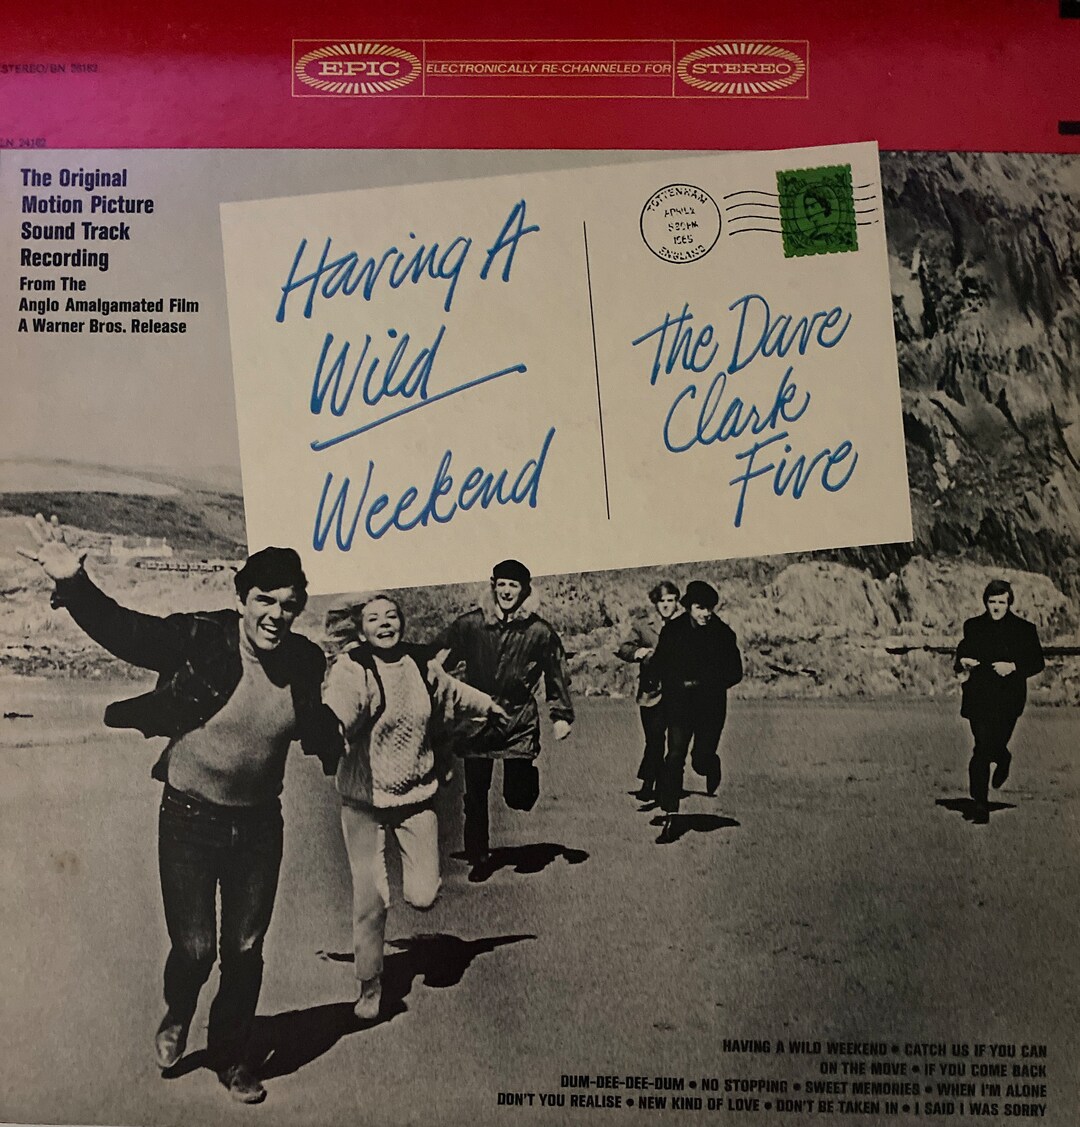 STEREO/BN 26162
EPIC
ELECTRONICALLY RE-CHANNELED FOR
STEREO
LN 24162
The Original
Motion Picture
Sound Track
Recording
From The
Anglo Amalgamated Film
A Warner Bros. Release
Having A
Wild
Weekend
TOTTENHAM
APRIL 2
1965
ENGLAND
The Dave
Clark
Five
HAVING A WILD WEEKEND • CATCH US IF YOU CAN
ON THE MOVE • IF YOU COME BACK
DUM-DEE-DEE-DUM • NO STOPPING • SWEET MEMORIES • WHEN I'M ALONE
DON'T YOU REALISE • NEW KIND OF LOVE • DON'T BE TAKEN IN • I SAID I WAS SORRY